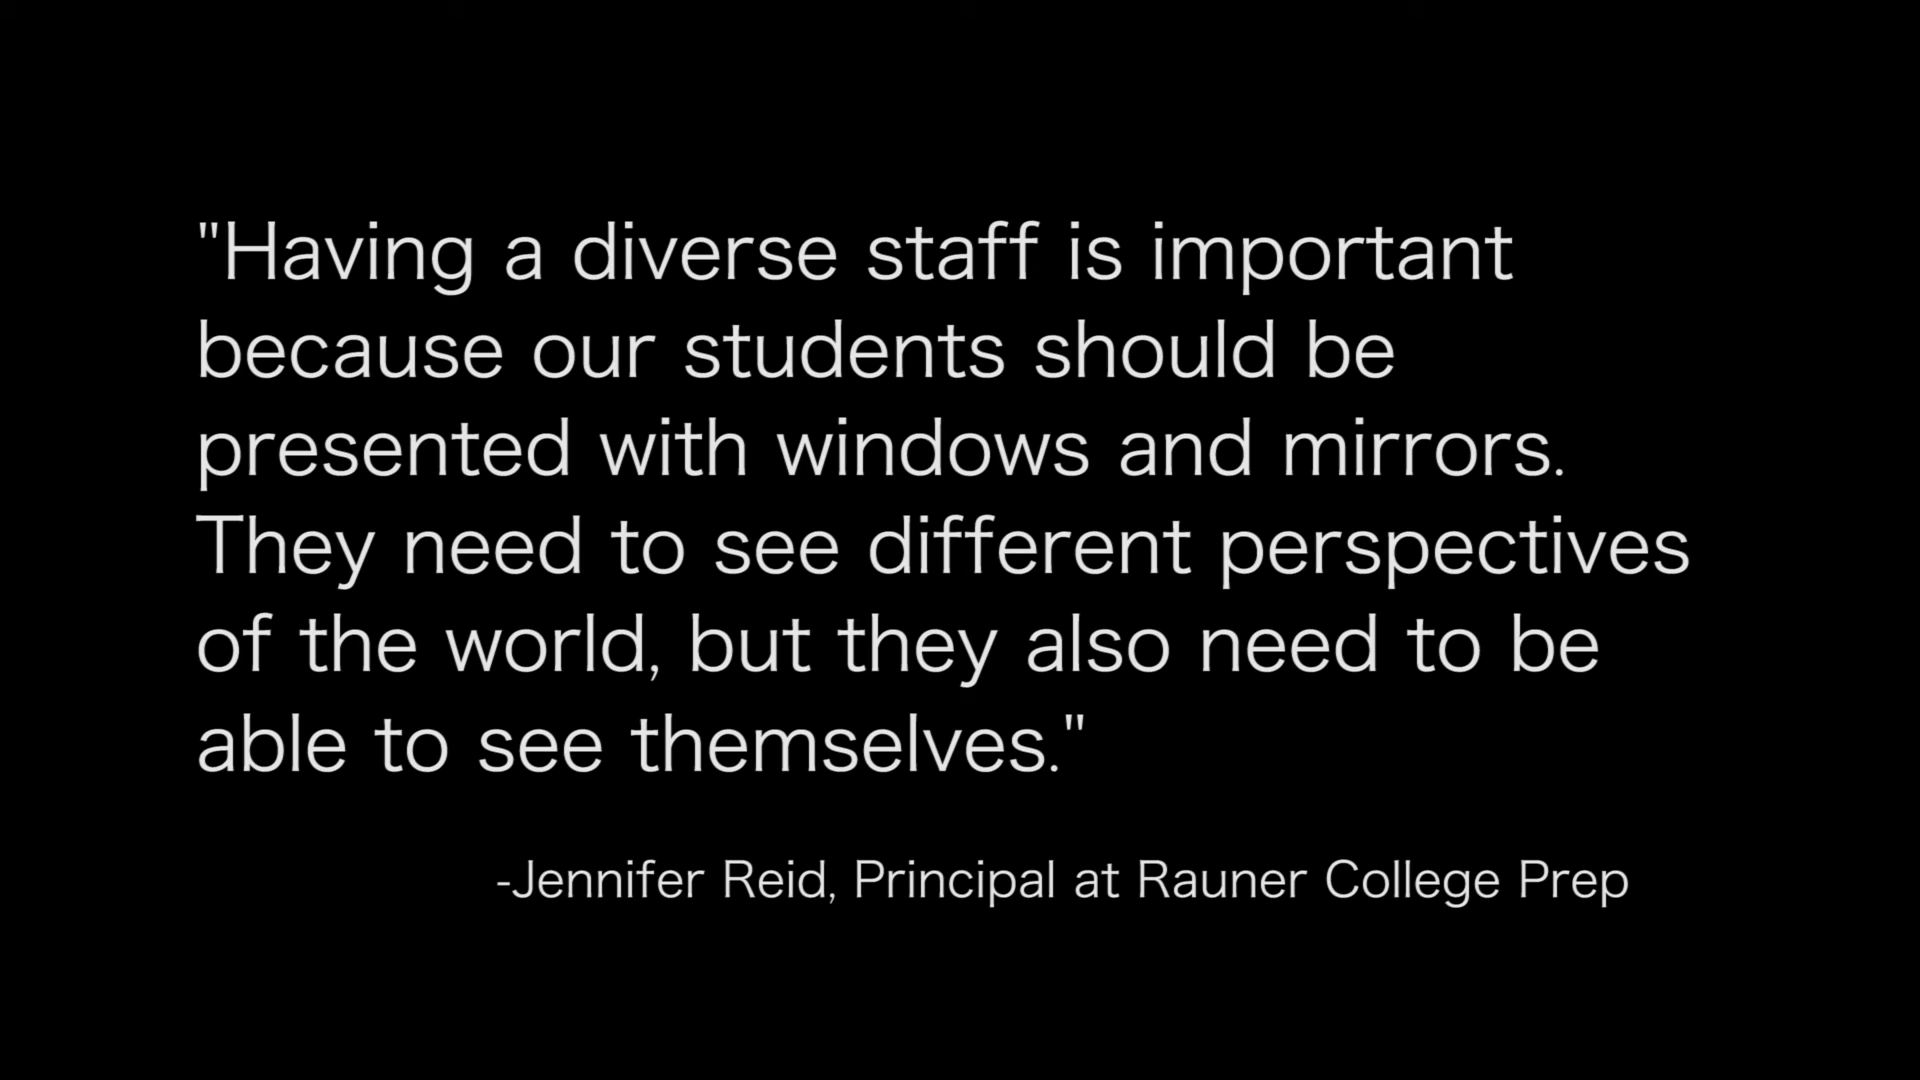 "Having a diverse staff is important
because our students should be
presented with windows and mirrors.
They need to see different perspectives
of the world, but they also need to be
able to see themselves."
-Jennifer Reid, Principal at Rauner College Prep